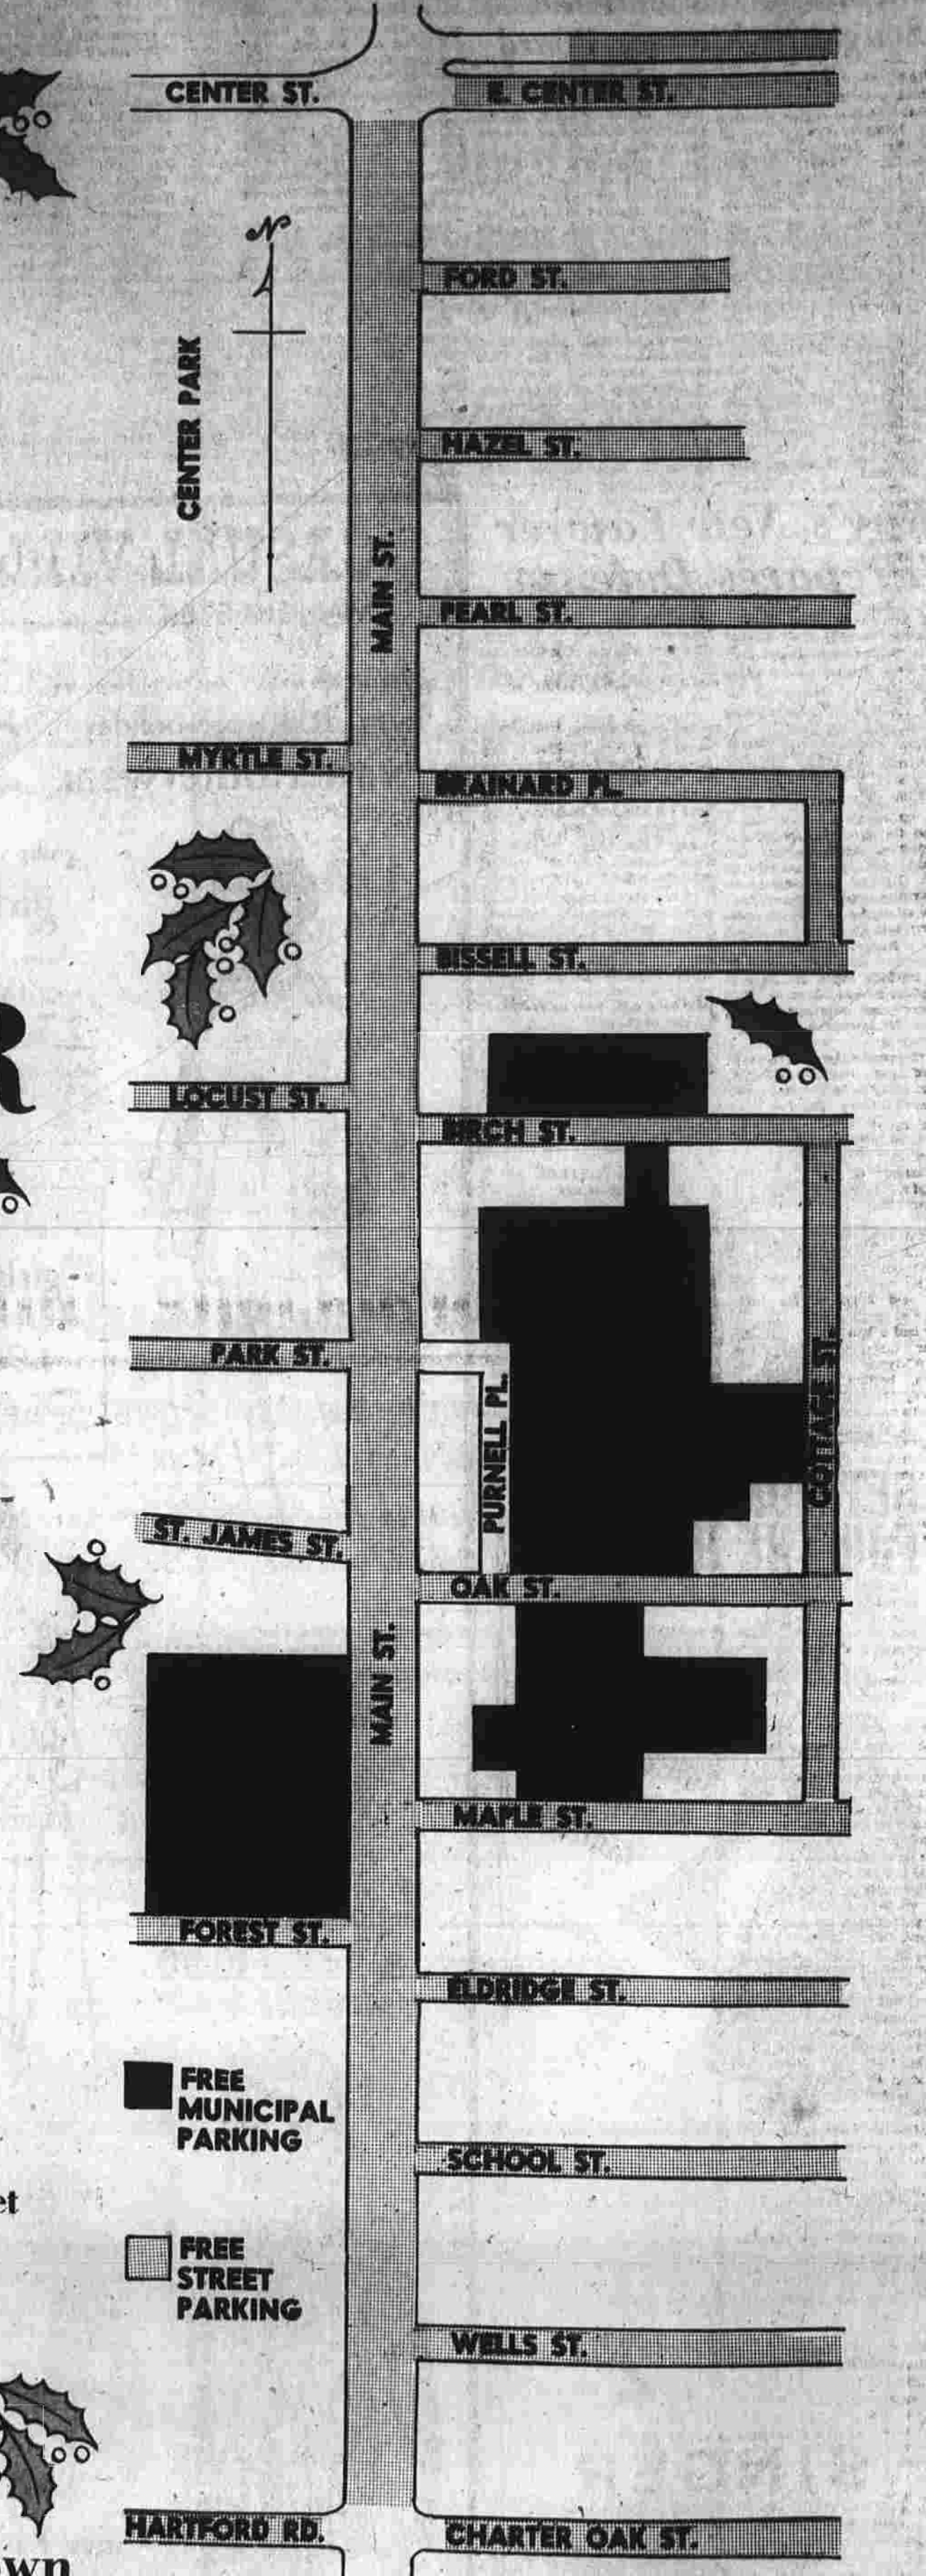 CENTER ST.
E. CENTER ST.
N
FORD ST.
CENTER PARK
HAZEL ST.
MAIN ST.
PEARL ST.
MYRTLE ST.
BRAINARD PL.
BISSELL ST.
R
LOCUST ST.
BIRCH ST.
PARK ST.
COTTAGE ST.
PURNELL PL.
ST. JAMES ST.
OAK ST.
MAIN ST.
MAPLE ST.
FOREST ST.
ELDRIDGE ST.
FREE
MUNICIPAL
PARKING
SCHOOL ST.
et
FREE
STREET
PARKING
WELLS ST.
HARTFORD RD.
CHARTER OAK ST.
own